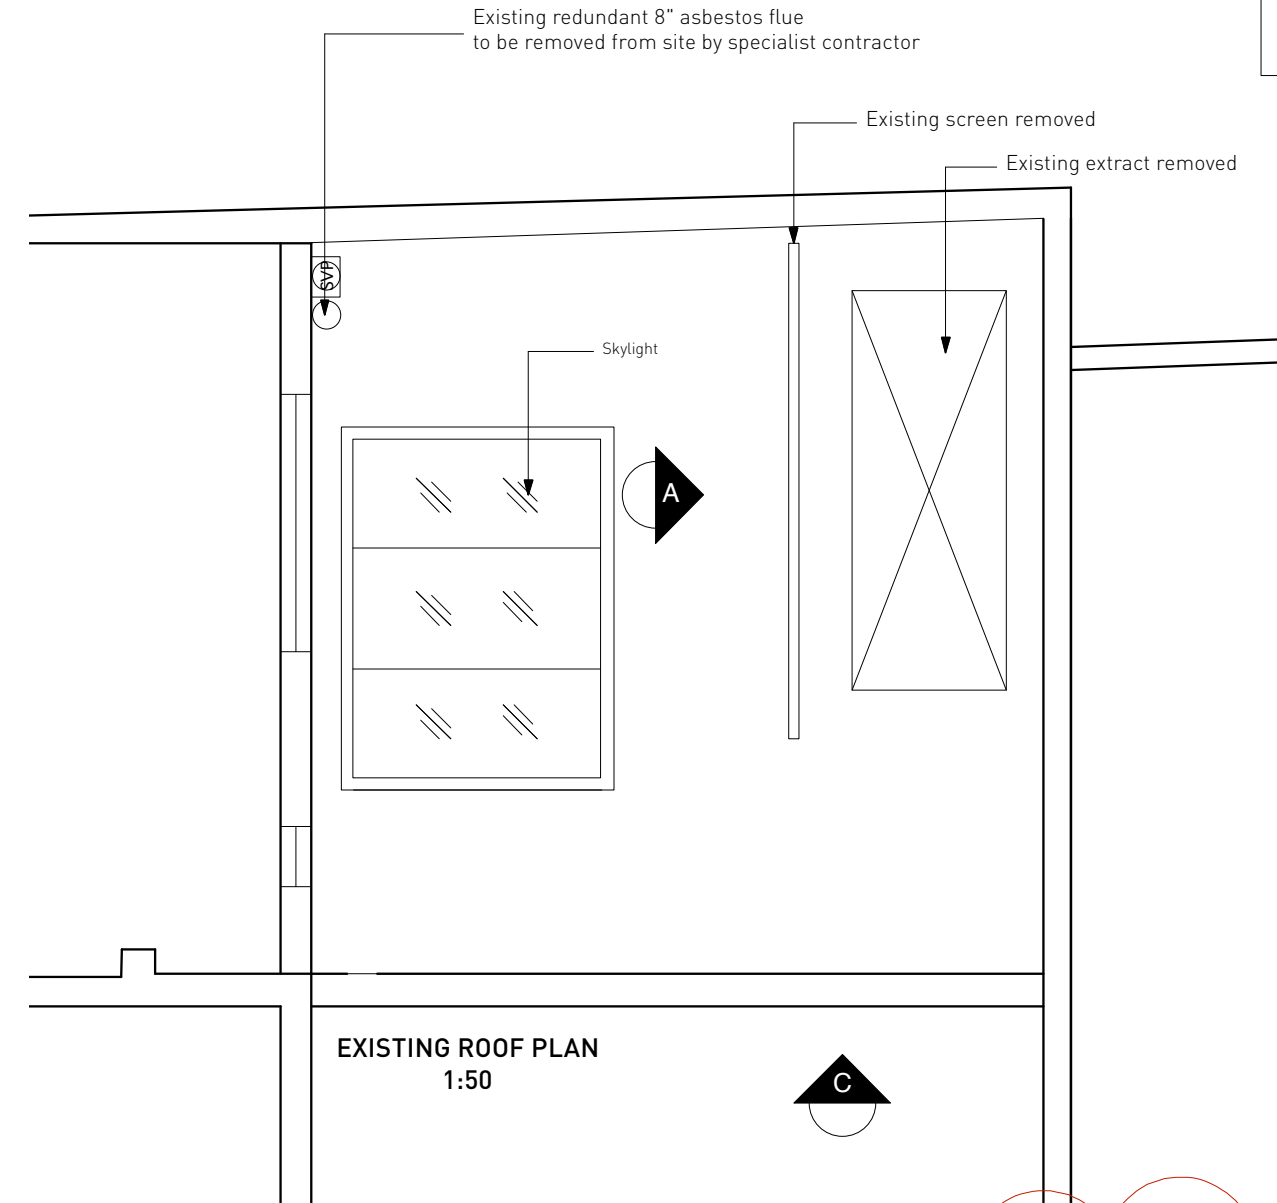 Existing redundant 8" asbestos flue
to be removed from site by specialist contractor
Existing screen removed
Existing extract removed
SVP
Skylight
A
EXISTING ROOF PLAN
1:50
C